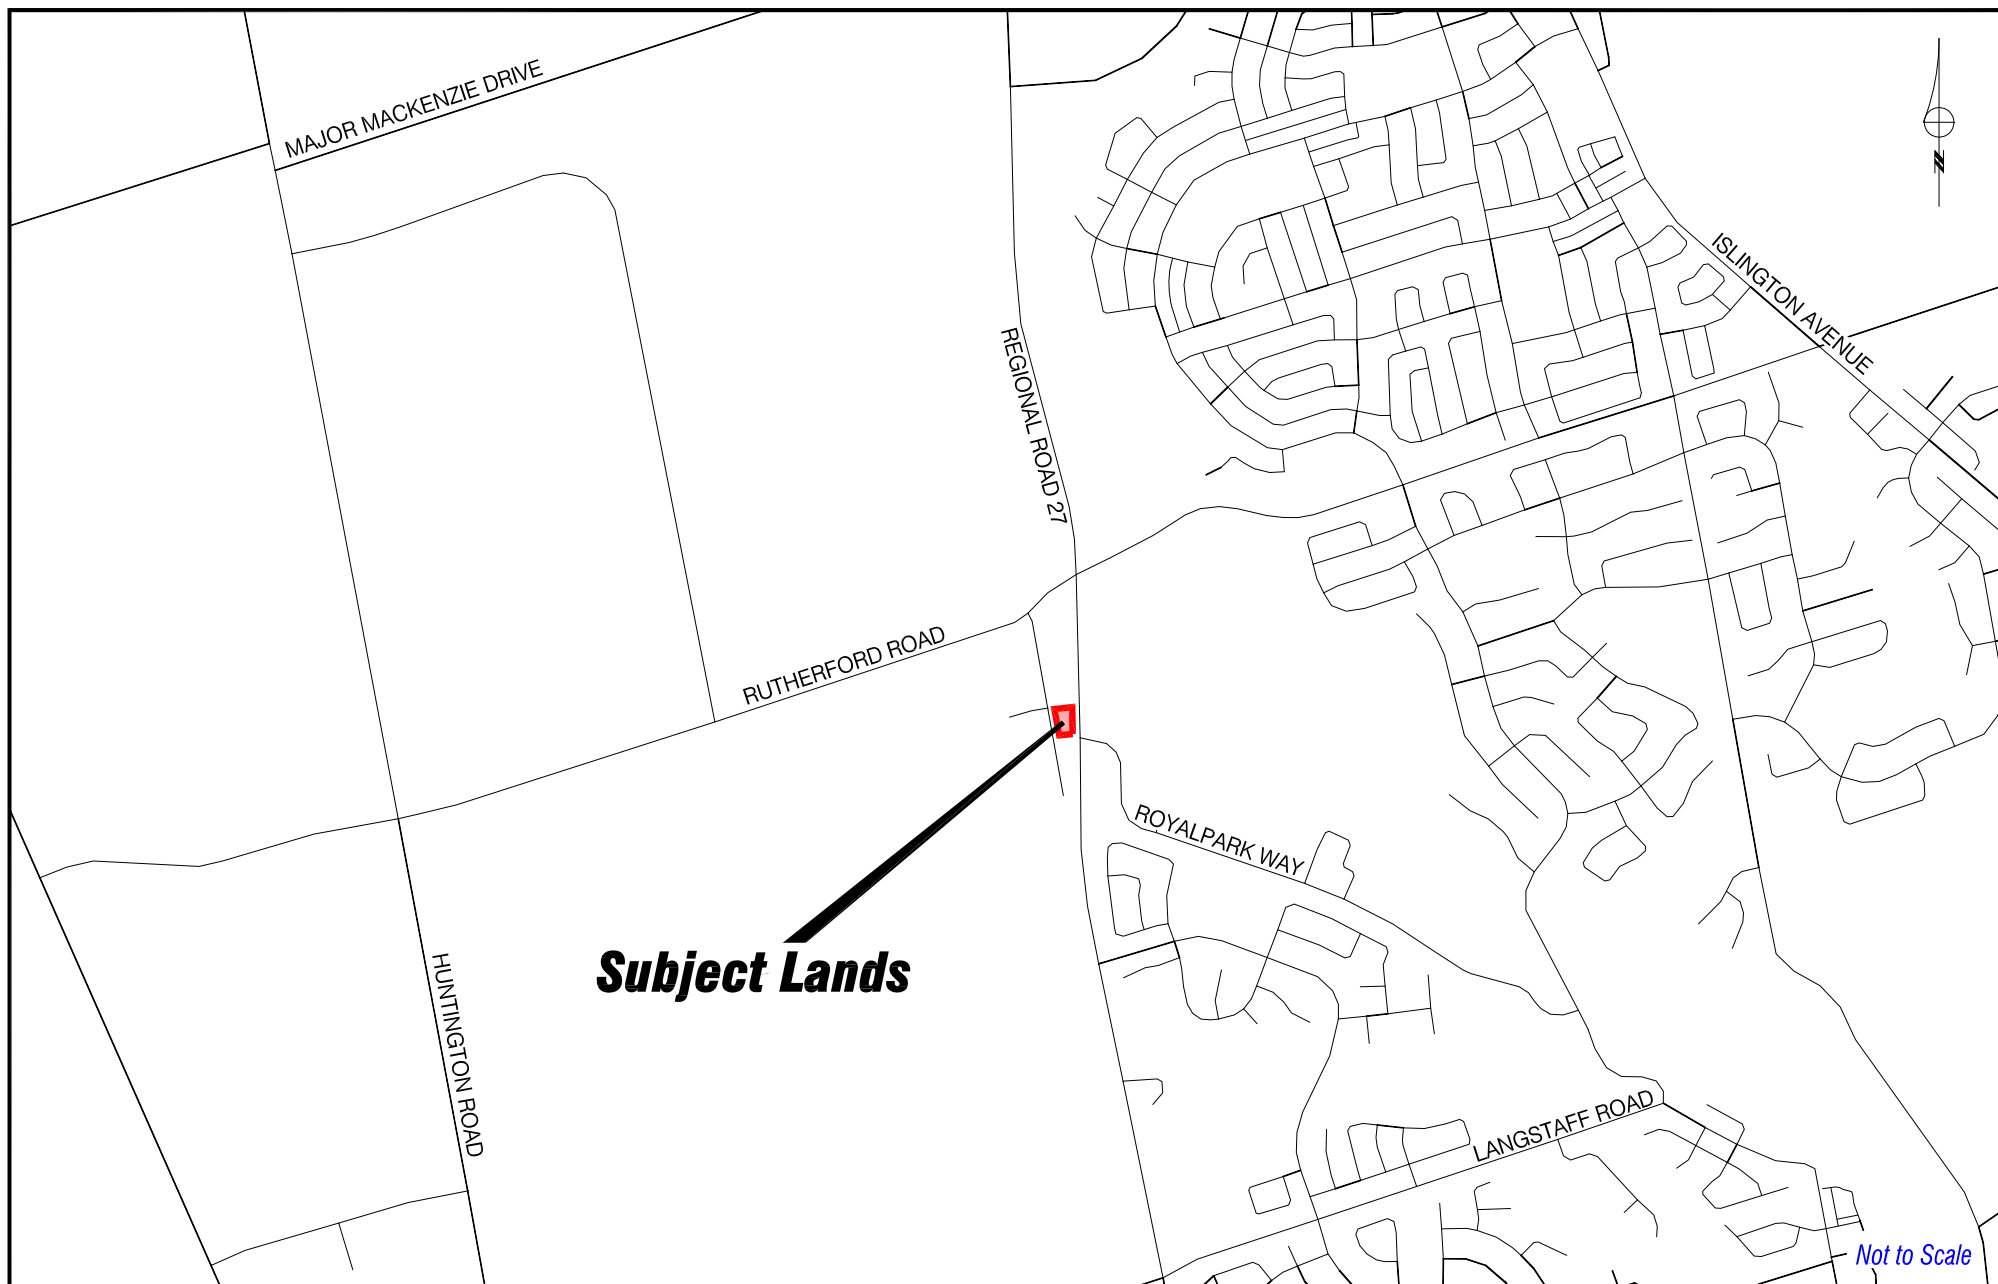 MAJOR MACKENZIE DRIVE
N
ISLINGTON AVENUE
REGIONAL ROAD 27
RUTHERFORD ROAD
ROYALPARK WAY
Subject Lands
HUNTINGTON ROAD
LANGSTAFF ROAD
Not to Scale